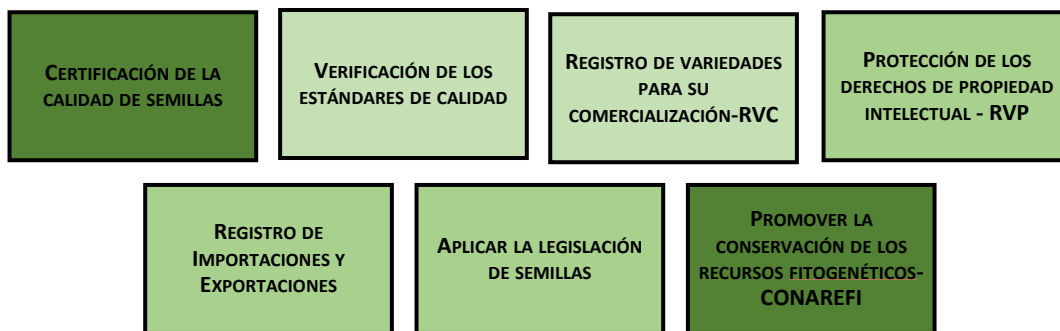 CERTIFICACIÓN DE LA
CALIDAD DE SEMILLAS
VERIFICACIÓN DE LOS
ESTÁNDARES DE CALIDAD
REGISTRO DE VARIEDADES
PARA SU
COMERCIALIZACIÓN-RVC
PROTECCIÓN DE LOS
DERECHOS DE PROPIEDAD
INTELECTUAL - RVP
REGISTRO DE
IMPORTACIONES Y
EXPORTACIONES
APLICAR LA LEGISLACIÓN
DE SEMILLAS
PROMOVER LA
CONSERVACIÓN DE LOS
RECURSOS FITOGENÉTICOS-
CONAREFI